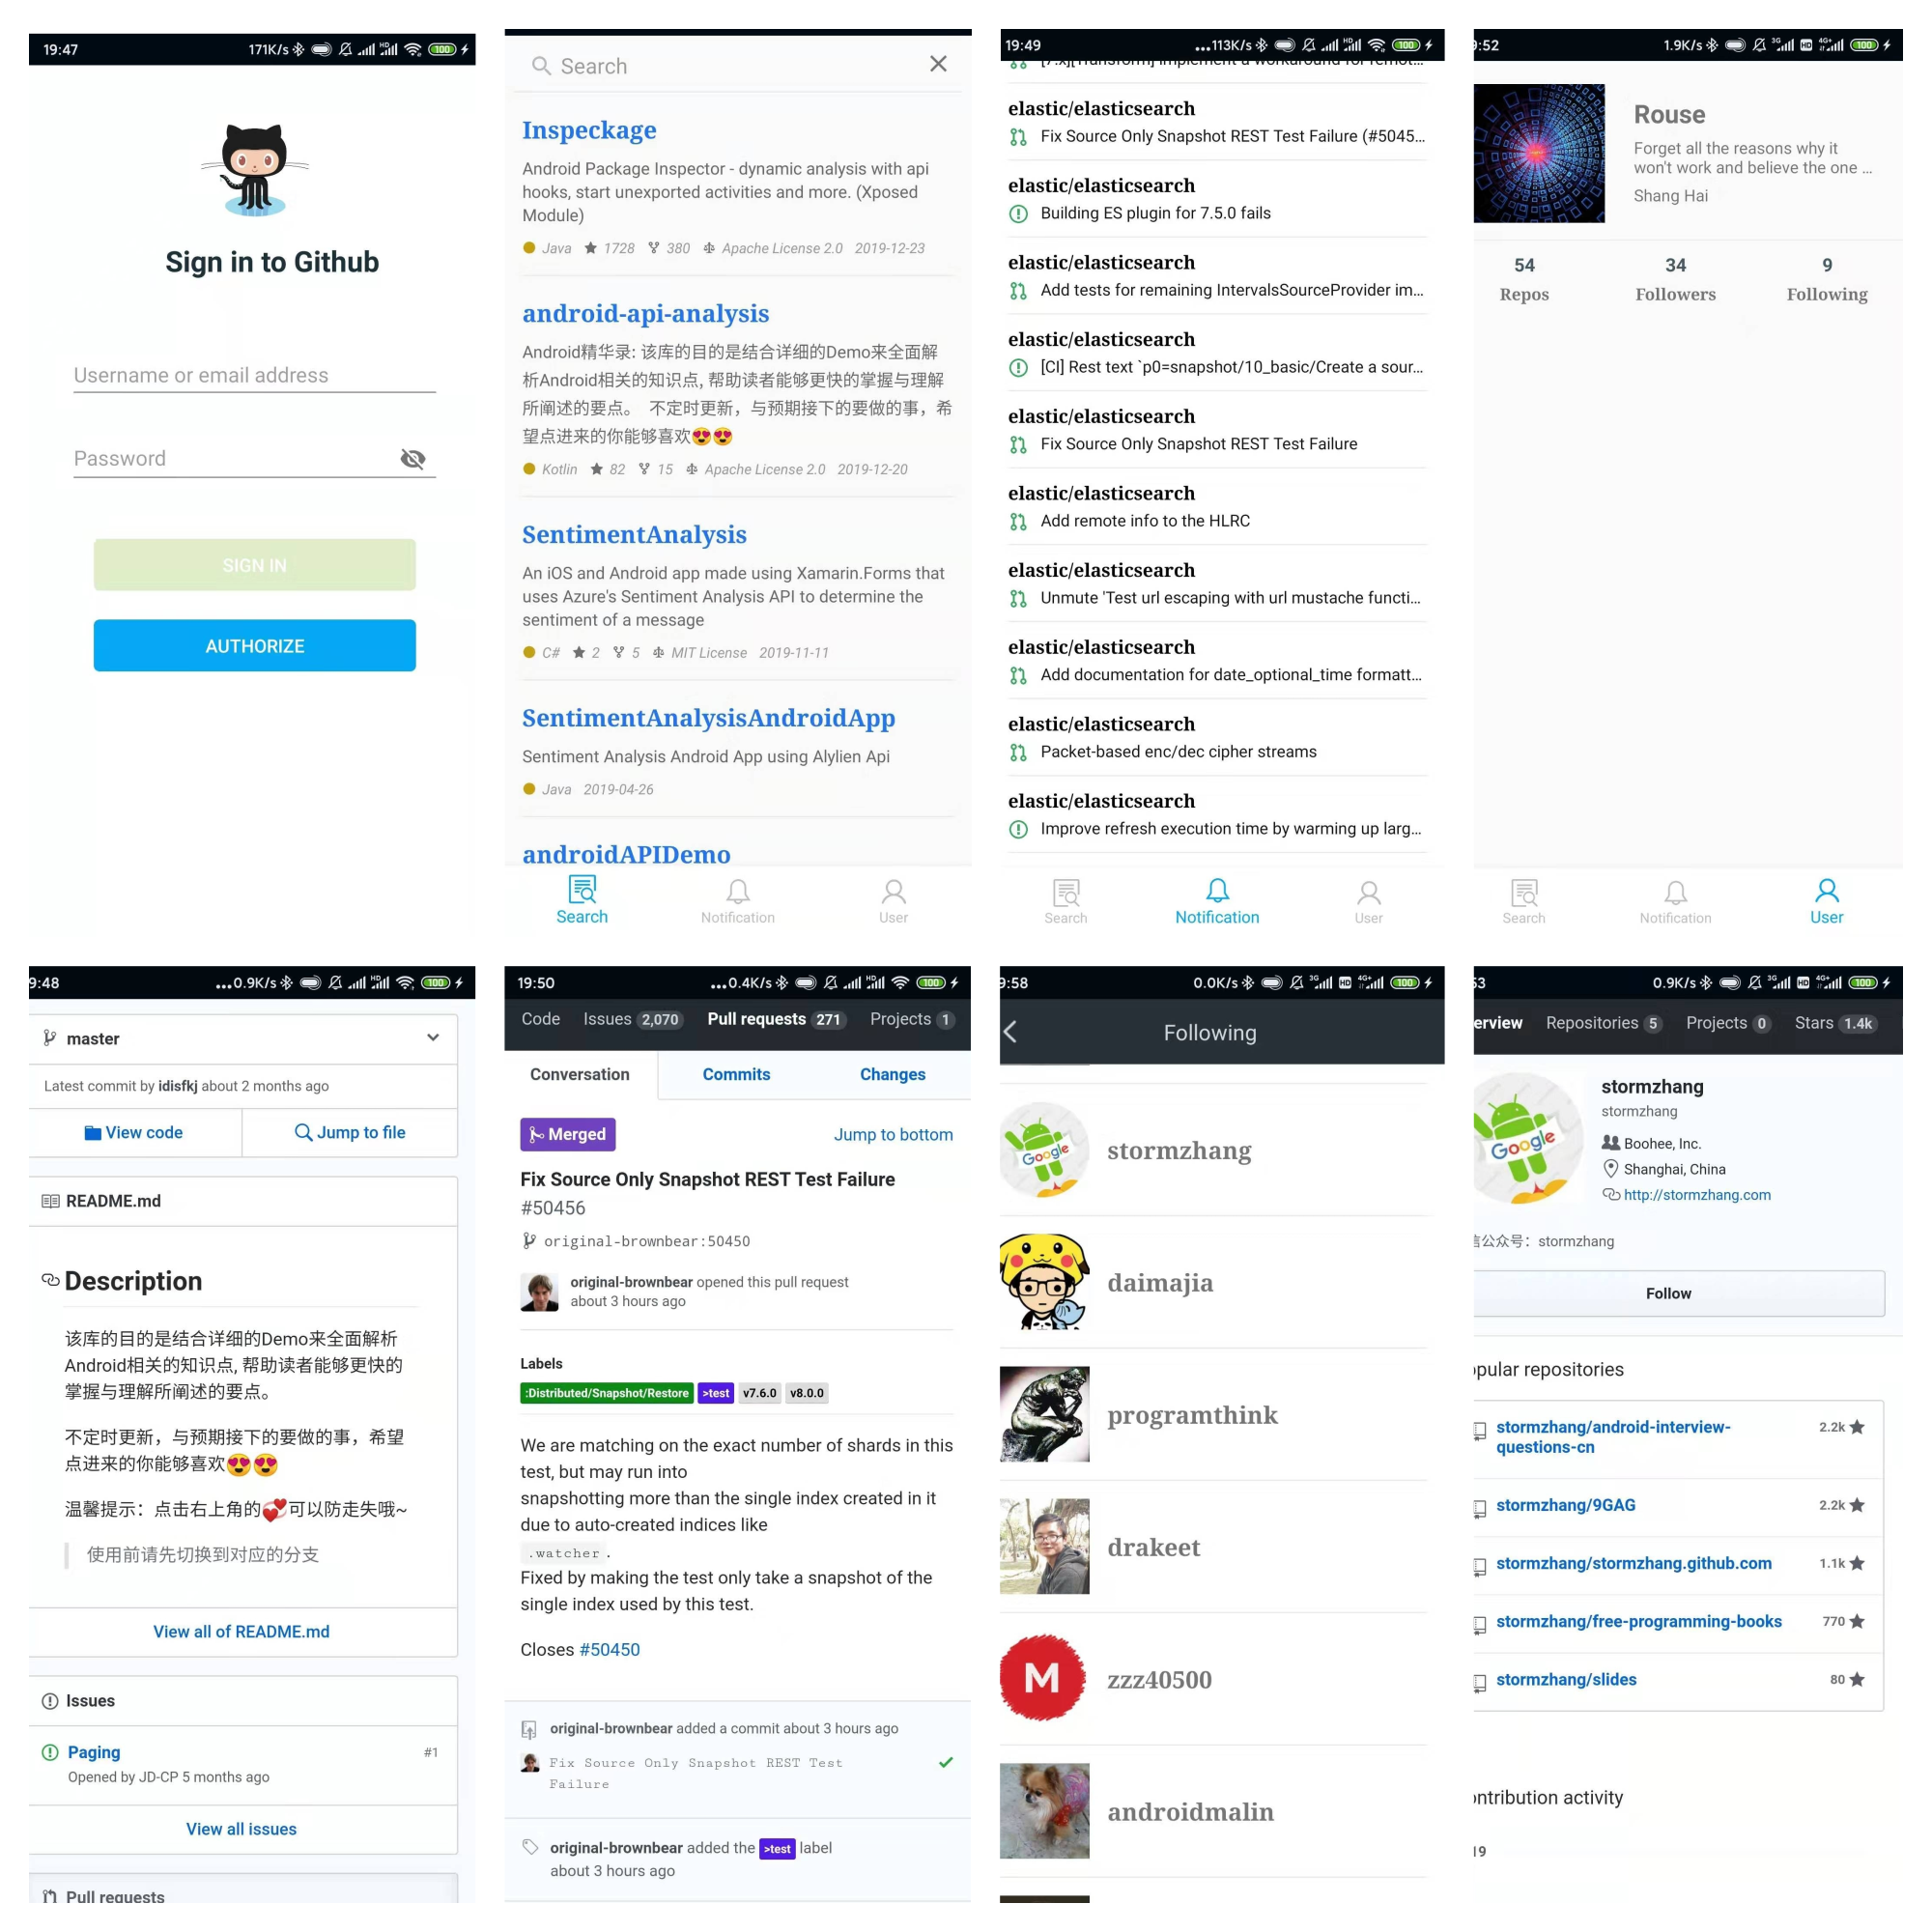 19:47
171K/s
HD
100
Sign in to Github
Username or email address
Password
SIGN IN
AUTHORIZE
Search
Inspeckage
Android Package Inspector - dynamic analysis with api
hooks, start unexported activities and more. (Xposed
Module)
Java 1728 380 Apache License 2.0 2019-12-23
android-api-analysis
Android精华录: 该库的目的是结合详细的Demo来全面解
析Android相关的知识点, 帮助读者能够更快的掌握与理解
所阐述的要点。 不定时更新，与预期接下的要做的事，希
望点进来的你能够喜欢😍😍
Kotlin 82 15 Apache License 2.0 2019-12-20
SentimentAnalysis
An iOS and Android app made using Xamarin.Forms that
uses Azure's Sentiment Analysis API to determine the
sentiment of a message
C# 2 5 MIT License 2019-11-11
SentimentAnalysisAndroidApp
Sentiment Analysis Android App using Alylien Api
Java 2019-04-26
androidAPIDemo
Search Notification User
19:49 ...113K/s HD 100
[7.x][Transform] implement a workaround for remot...
elastic/elasticsearch
Fix Source Only Snapshot REST Test Failure (#5045...
elastic/elasticsearch
Building ES plugin for 7.5.0 fails
elastic/elasticsearch
Add tests for remaining IntervalsSourceProvider im...
elastic/elasticsearch
[CI] Rest text `p0=snapshot/10_basic/Create a sour...
elastic/elasticsearch
Fix Source Only Snapshot REST Test Failure
elastic/elasticsearch
Add remote info to the HLRC
elastic/elasticsearch
Unmute 'Test url escaping with url mustache functi...
elastic/elasticsearch
Add documentation for date_optional_time formatt...
elastic/elasticsearch
Packet-based enc/dec cipher streams
elastic/elasticsearch
Improve refresh execution time by warming up larg...
Search Notification User
:52 1.9K/s 3G HD 4G+ 100
Rouse
Forget all the reasons why it
won't work and believe the one ...
Shang Hai
54 34 9
Repos Followers Following
Search Notification User
9:48 ...0.9K/s HD 100
master
Latest commit by idisfkj about 2 months ago
View code Jump to file
README.md
Description
该库的目的是结合详细的Demo来全面解析
Android相关的知识点, 帮助读者能够更快的
掌握与理解所阐述的要点。
不定时更新，与预期接下的要做的事，希望
点进来的你能够喜欢😍😍
温馨提示：点击右上角的💞可以防走失哦~
使用前请先切换到对应的分支
View all of README.md
Issues
Paging #1
Opened by JD-CP 5 months ago
View all issues
Pull requests
19:50 ...0.4K/s HD 100
Code Issues 2,070 Pull requests 271 Projects 1
Conversation Commits Changes
Merged Jump to bottom
Fix Source Only Snapshot REST Test Failure
#50456
original-brownbear:50450
original-brownbear opened this pull request
about 3 hours ago
Labels
:Distributed/Snapshot/Restore >test v7.6.0 v8.0.0
We are matching on the exact number of shards in this
test, but may run into
snapshotting more than the single index created in it
due to auto-created indices like
.watcher.
Fixed by making the test only take a snapshot of the
single index used by this test.
Closes #50450
original-brownbear added a commit about 3 hours ago
Fix Source Only Snapshot REST Test
Failure
original-brownbear added the >test label
about 3 hours ago
9:58 0.0K/s 3G HD 4G+ 100
Following
Google
stormzhang
daimajia
programthink
drakeet
M
zzz40500
androidmalin
53 0.9K/s 3G HD 4G+ 100
erview Repositories 5 Projects 0 Stars 1.4k
Google
stormzhang
stormzhang
Boohee, Inc.
Shanghai, China
http://stormzhang.com
信公众号：stormzhang
Follow
opular repositories
stormzhang/android-interview-
questions-cn 2.2k
stormzhang/9GAG 2.2k
stormzhang/stormzhang.github.com 1.1k
stormzhang/free-programming-books 770
stormzhang/slides 80
ontribution activity
19